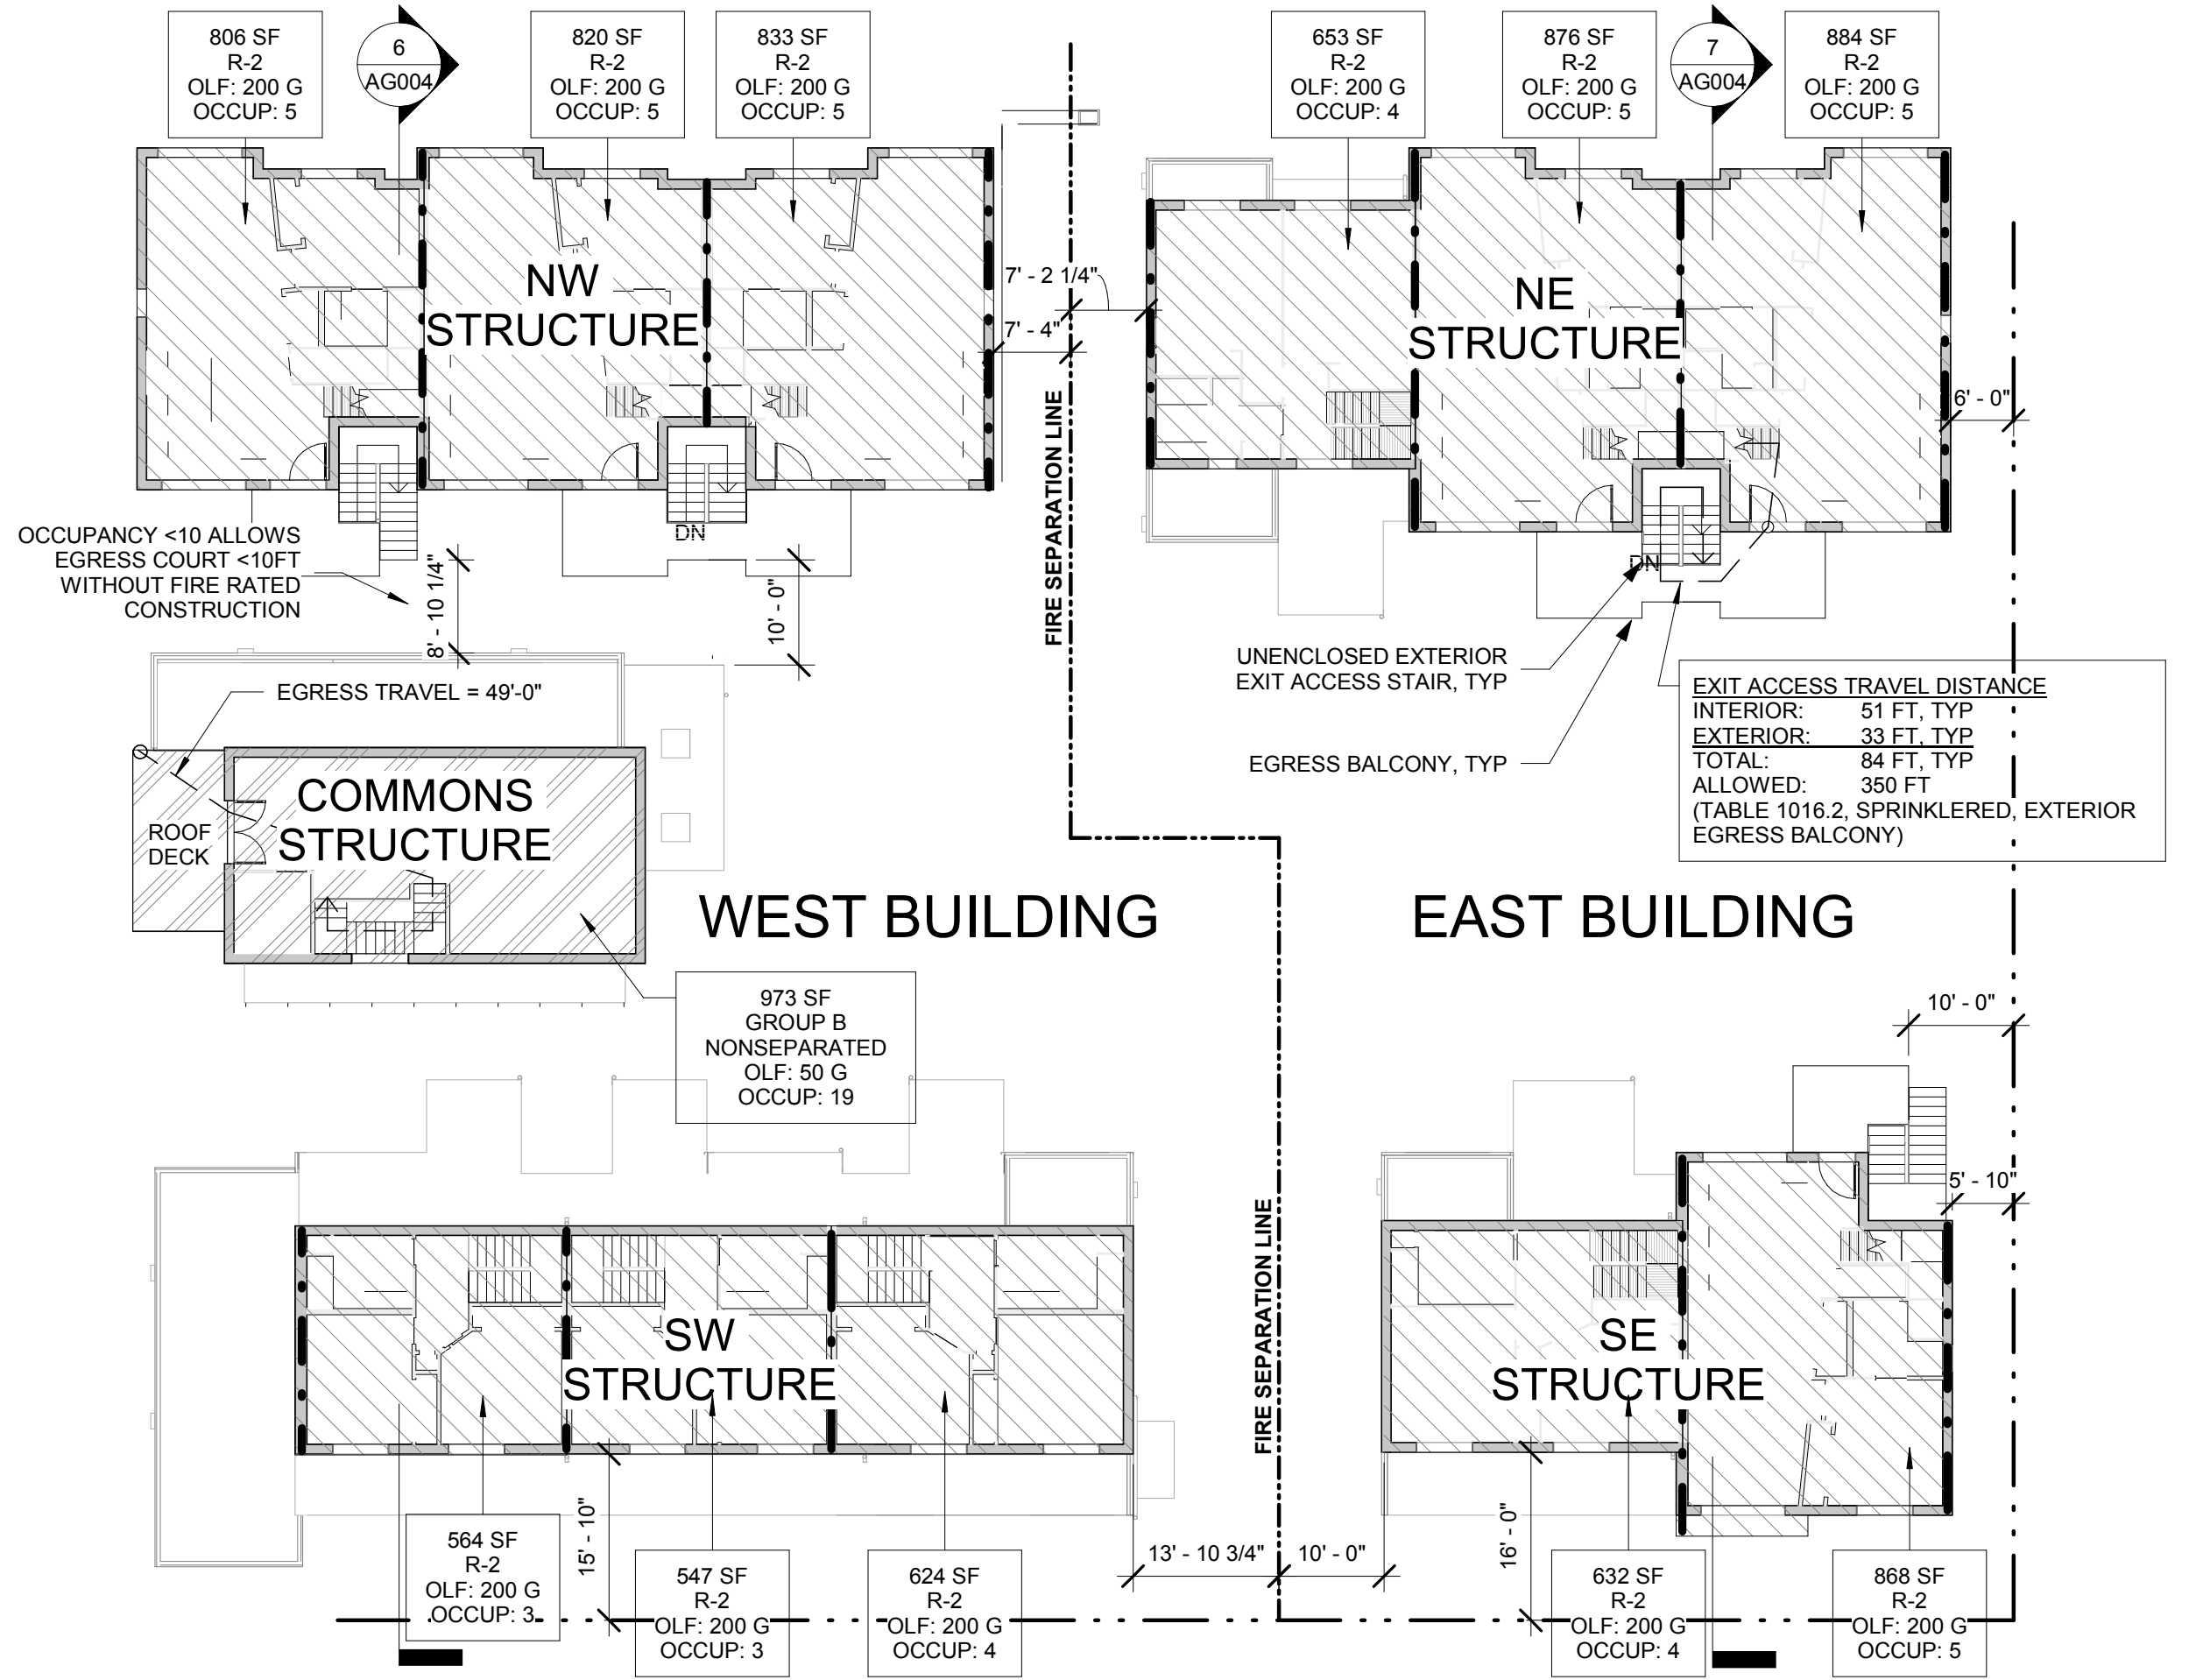 806 SF
R-2
OLF: 200 G
OCCUP: 5
6
AG004
820 SF
R-2
OLF: 200 G
OCCUP: 5
833 SF
R-2
OLF: 200 G
OCCUP: 5
653 SF
R-2
OLF: 200 G
OCCUP: 4
876 SF
R-2
OLF: 200 G
OCCUP: 5
7
AG004
884 SF
R-2
OLF: 200 G
OCCUP: 5
NW
STRUCTURE
7' - 2 1/4"
7' - 4"
FIRE SEPARATION LINE
NE
STRUCTURE
6' - 0"
OCCUPANCY <10 ALLOWS
EGRESS COURT <10FT
WITHOUT FIRE RATED
CONSTRUCTION
8' - 10 1/4"
DN
10' - 0"
DN
UNENCLOSED EXTERIOR
EXIT ACCESS STAIR, TYP
EGRESS BALCONY, TYP
EXIT ACCESS TRAVEL DISTANCE
INTERIOR: 51 FT, TYP
EXTERIOR: 33 FT, TYP
TOTAL: 84 FT, TYP
ALLOWED: 350 FT
(TABLE 1016.2, SPRINKLERED, EXTERIOR
EGRESS BALCONY)
EGRESS TRAVEL = 49'-0"
COMMONS
STRUCTURE
ROOF
DECK
WEST BUILDING
EAST BUILDING
973 SF
GROUP B
NONSEPARATED
OLF: 50 G
OCCUP: 19
10' - 0"
5' - 10"
FIRE SEPARATION LINE
SW
STRUCTURE
SE
STRUCTURE
564 SF
R-2
OLF: 200 G
OCCUP: 3
15' - 10"
547 SF
R-2
OLF: 200 G
OCCUP: 3
624 SF
R-2
OLF: 200 G
OCCUP: 4
13' - 10 3/4"
10' - 0"
16' - 0"
632 SF
R-2
OLF: 200 G
OCCUP: 4
868 SF
R-2
OLF: 200 G
OCCUP: 5